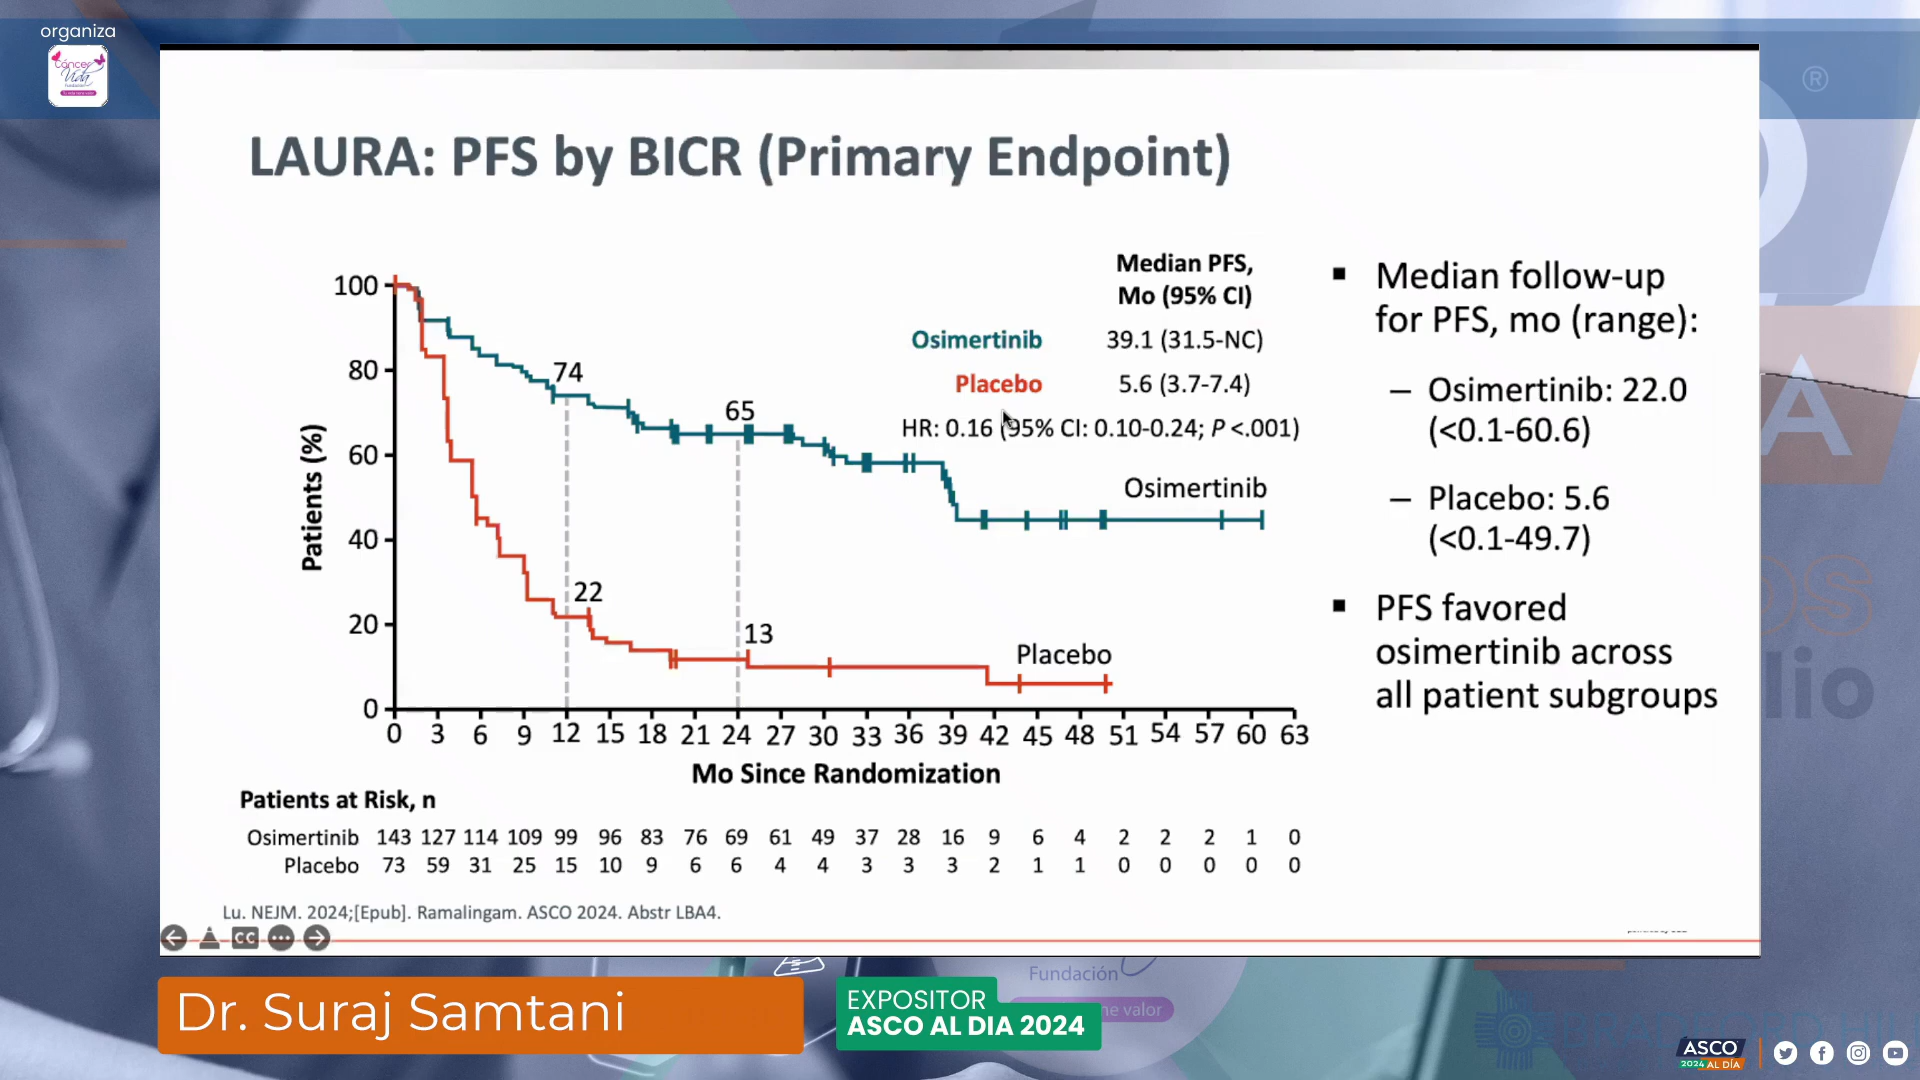 organiza
Cáncer
Vida
®
LAURA: PFS by BICR (Primary Endpoint)
Median PFS,
Mo (95% CI)
Osimertinib 39.1 (31.5-NC)
Placebo 5.6 (3.7-7.4)
HR: 0.16 (95% CI: 0.10-0.24; P <.001)
Patients (%)
100
80
60
40
20
0
74
65
22
13
Osimertinib
Placebo
0 3 6 9 12 15 18 21 24 27 30 33 36 39 42 45 48 51 54 57 60 63
Mo Since Randomization
Patients at Risk, n
Osimertinib 143 127 114 109 99 96 83 76 69 61 49 37 28 16 9 6 4 2 2 2 1 0
Placebo 73 59 31 25 15 10 9 6 6 4 4 3 3 3 2 1 1 0 0 0 0 0
▪ Median follow-up
for PFS, mo (range):
– Osimertinib: 22.0
(<0.1-60.6)
– Placebo: 5.6
(<0.1-49.7)
▪ PFS favored
osimertinib across
all patient subgroups
Lu. NEJM. 2024;[Epub]. Ramalingam. ASCO 2024. Abstr LBA4.
CC
Dr. Suraj Samtani
EXPOSITOR
ASCO AL DIA 2024
Fundación
ne valor
ASCO
2024 AL DÍA